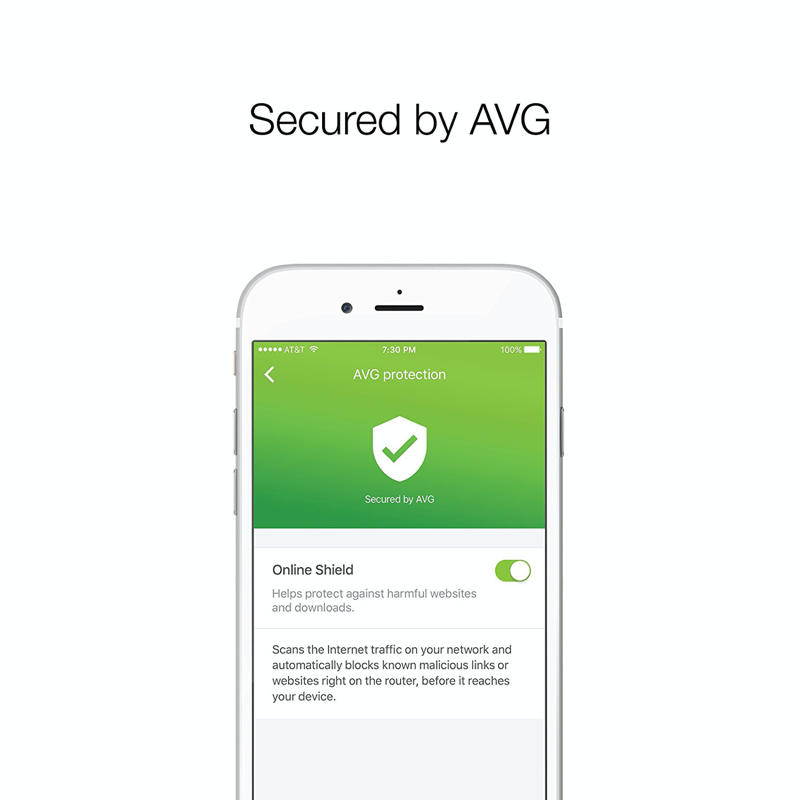 Secured by AVG
AT&T 7:30 PM 100%
AVG protection
Secured by AVG
Online Shield
Helps protect against harmful websites
and downloads.
Scans the Internet traffic on your network and
automatically blocks known malicious links or
websites right on the router, before it reaches
your device.